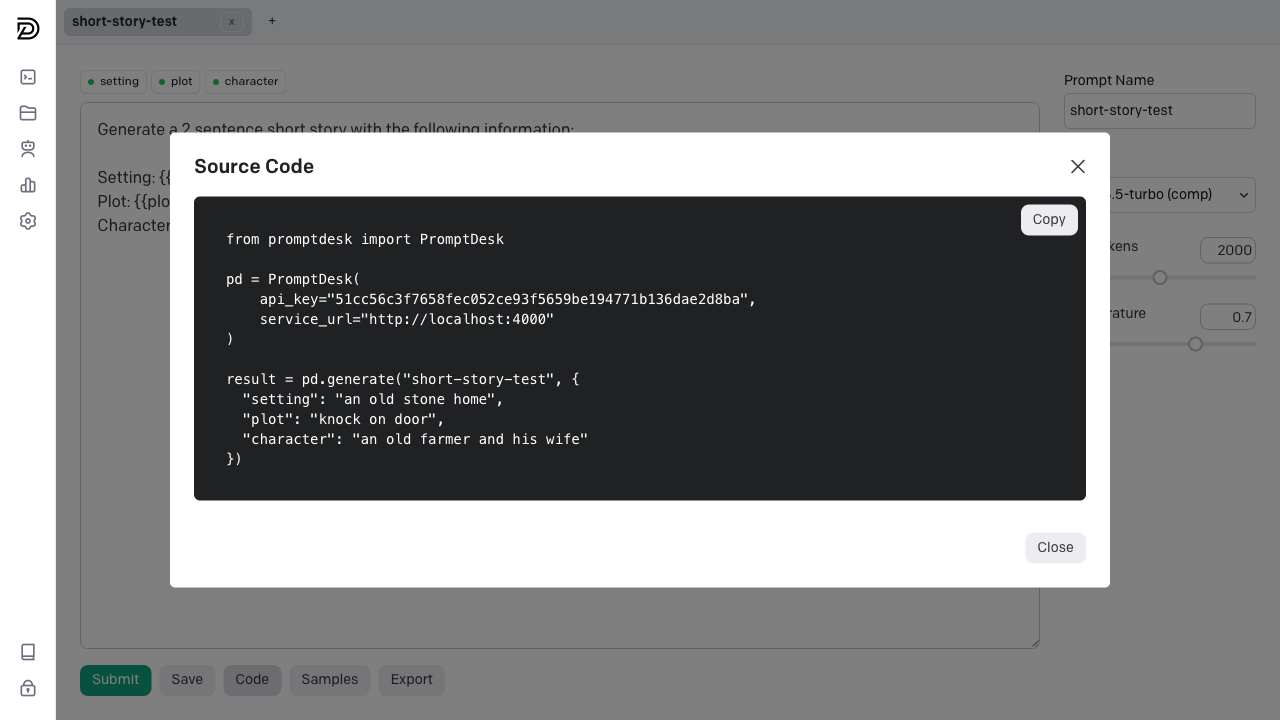 short-story-test x +
setting plot character
Prompt Name
short-story-test
Generate a 2 sentence short story with the following information:
Setting: {{
Plot: {{plo
Character
.5-turbo (comp)
2000
0.7
Source Code
Copy
from promptdesk import PromptDesk
pd = PromptDesk(
    api_key="51cc56c3f7658fec052ce93f5659be194771b136dae2d8ba",
    service_url="http://localhost:4000"
)
result = pd.generate("short-story-test", {
  "setting": "an old stone home",
  "plot": "knock on door",
  "character": "an old farmer and his wife"
})
Close
Submit Save Code Samples Export